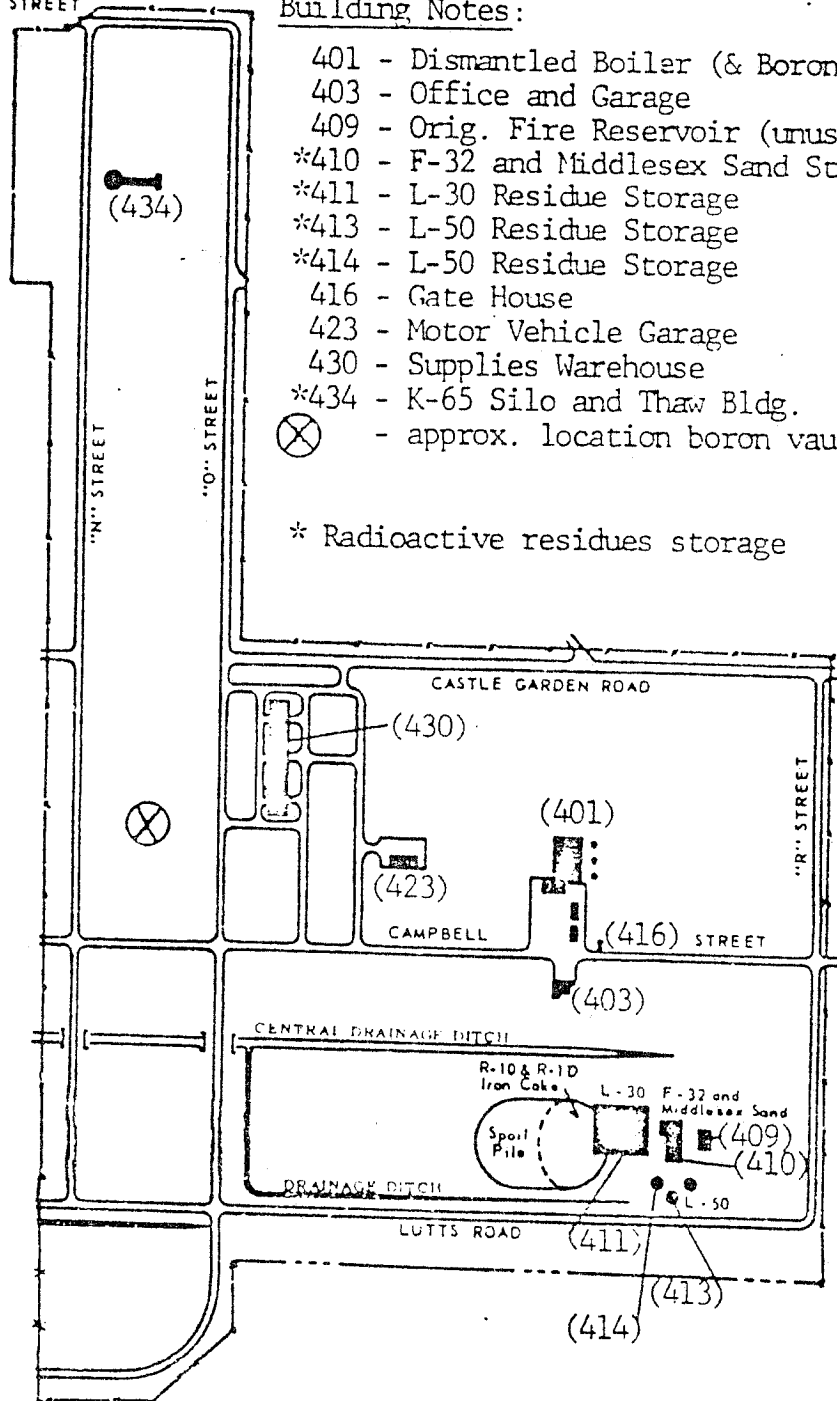 STREET
Building Notes:
401 - Dismantled Boiler (& Boron
403 - Office and Garage
409 - Orig. Fire Reservoir (unus
*410 - F-32 and Middlesex Sand St
*411 - L-30 Residue Storage
*413 - L-50 Residue Storage
*414 - L-50 Residue Storage
416 - Gate House
423 - Motor Vehicle Garage
430 - Supplies Warehouse
*434 - K-65 Silo and Thaw Bldg.
- approx. location boron vau
* Radioactive residues storage
(434)
"N" STREET
"O" STREET
CASTLE GARDEN ROAD
(430)
"R" STREET
(401)
(423)
CAMPBELL
(416) STREET
(403)
CENTRAL DRAINAGE DITCH
R-10 & R-1D
Iron Cake
L-30
F-32 and
Middlesex Sand
Spoil
Pile
(409)
(410)
DRAINAGE DITCH
L-50
LUTTS ROAD
(411)
(413)
(414)